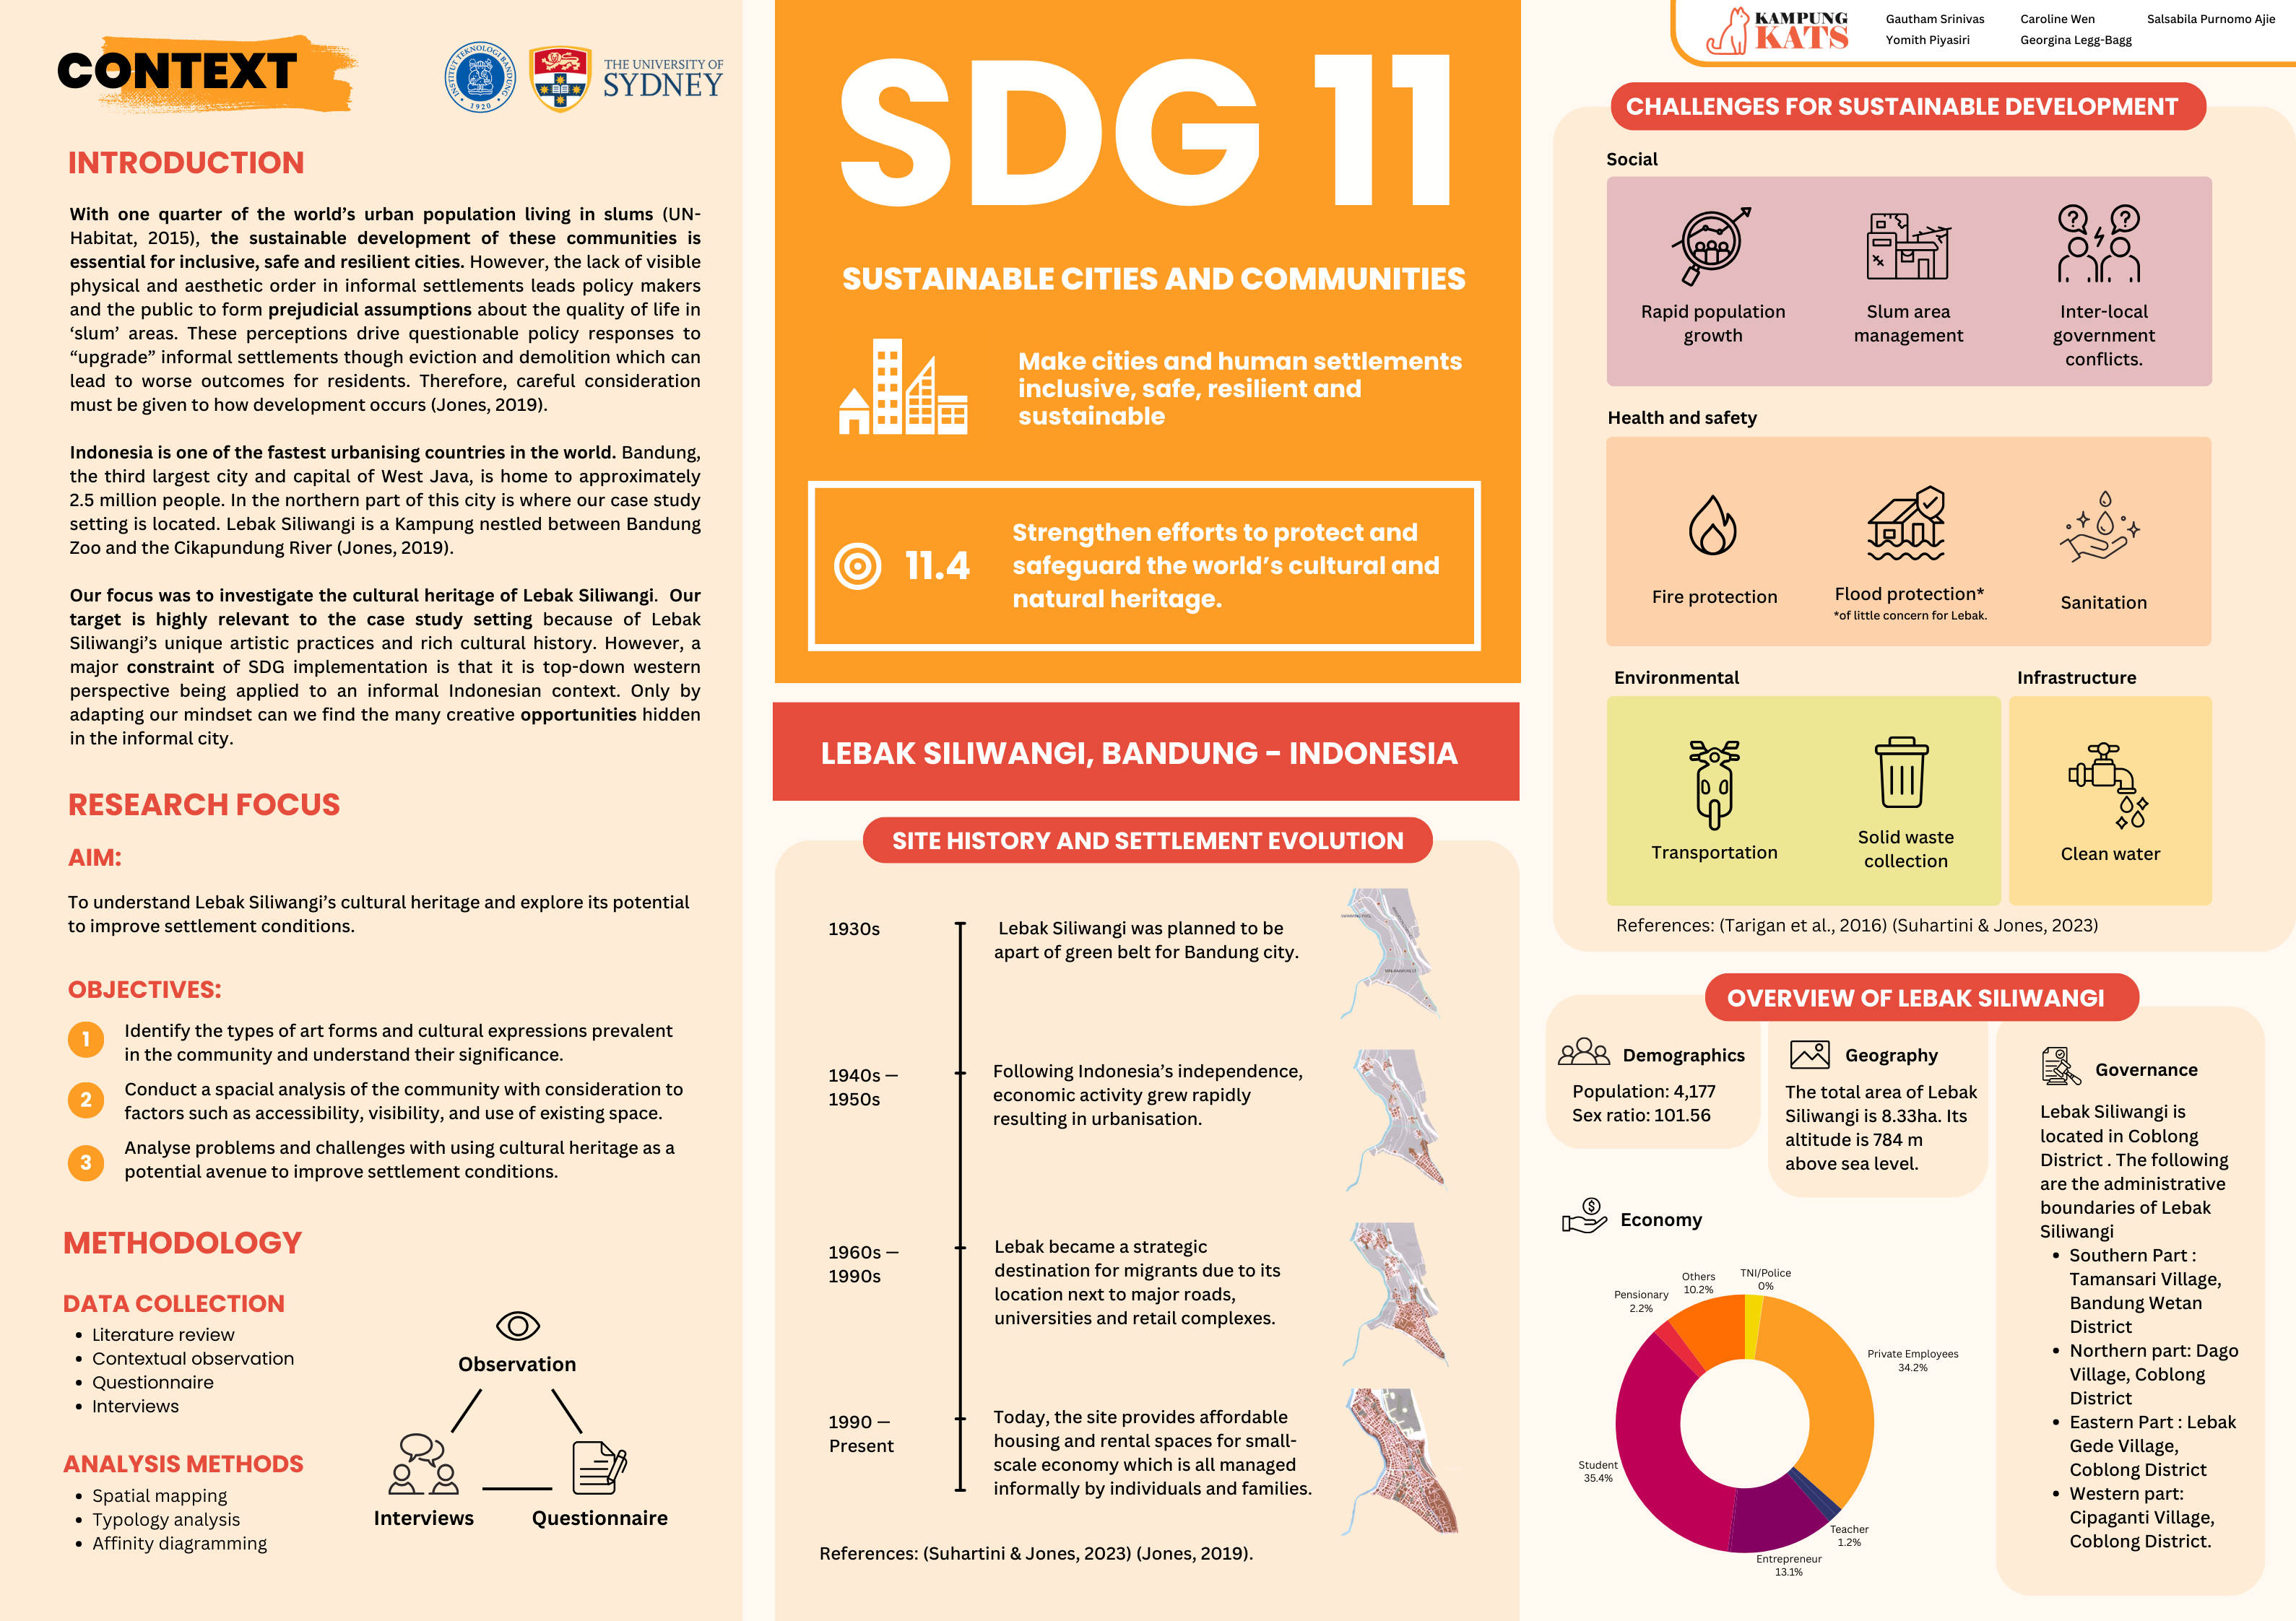 CONTEXT
INSTITUT TEKNOLOGI BANDUNG
1920
THE UNIVERSITY OF
SYDNEY
INTRODUCTION
With one quarter of the world's urban population living in slums (UN-
Habitat, 2015), the sustainable development of these communities is
essential for inclusive, safe and resilient cities. However, the lack of visible
physical and aesthetic order in informal settlements leads policy makers
and the public to form prejudicial assumptions about the quality of life in
‘slum’ areas. These perceptions drive questionable policy responses to
“upgrade” informal settlements though eviction and demolition which can
lead to worse outcomes for residents. Therefore, careful consideration
must be given to how development occurs (Jones, 2019).
Indonesia is one of the fastest urbanising countries in the world. Bandung,
the third largest city and capital of West Java, is home to approximately
2.5 million people. In the northern part of this city is where our case study
setting is located. Lebak Siliwangi is a Kampung nestled between Bandung
Zoo and the Cikapundung River (Jones, 2019).
Our focus was to investigate the cultural heritage of Lebak Siliwangi. Our
target is highly relevant to the case study setting because of Lebak
Siliwangi's unique artistic practices and rich cultural history. However, a
major constraint of SDG implementation is that it is top-down western
perspective being applied to an informal Indonesian context. Only by
adapting our mindset can we find the many creative opportunities hidden
in the informal city.
RESEARCH FOCUS
AIM:
To understand Lebak Siliwangi's cultural heritage and explore its potential
to improve settlement conditions.
OBJECTIVES:
1
Identify the types of art forms and cultural expressions prevalent
in the community and understand their significance.
2
Conduct a spacial analysis of the community with consideration to
factors such as accessibility, visibility, and use of existing space.
3
Analyse problems and challenges with using cultural heritage as a
potential avenue to improve settlement conditions.
METHODOLOGY
DATA COLLECTION
• Literature review
• Contextual observation
• Questionnaire
• Interviews
ANALYSIS METHODS
• Spatial mapping
• Typology analysis
• Affinity diagramming
Observation
Interviews
Questionnaire
SDG 11
SUSTAINABLE CITIES AND COMMUNITIES
Make cities and human settlements
inclusive, safe, resilient and
sustainable
11.4
Strengthen efforts to protect and
safeguard the world's cultural and
natural heritage.
LEBAK SILIWANGI, BANDUNG - INDONESIA
SITE HISTORY AND SETTLEMENT EVOLUTION
1930s
Lebak Siliwangi was planned to be
apart of green belt for Bandung city.
1940s —
1950s
Following Indonesia's independence,
economic activity grew rapidly
resulting in urbanisation.
1960s —
1990s
Lebak became a strategic
destination for migrants due to its
location next to major roads,
universities and retail complexes.
1990 —
Present
Today, the site provides affordable
housing and rental spaces for small-
scale economy which is all managed
informally by individuals and families.
References: (Suhartini & Jones, 2023) (Jones, 2019).
KAMPUNG
KATS
Gautham Srinivas
Caroline Wen
Salsabila Purnomo Ajie
Yomith Piyasiri
Georgina Legg-Bagg
CHALLENGES FOR SUSTAINABLE DEVELOPMENT
Social
Rapid population
growth
Slum area
management
Inter-local
government
conflicts.
Health and safety
Fire protection
Flood protection*
*of little concern for Lebak.
Sanitation
Environmental
Transportation
Solid waste
collection
Infrastructure
Clean water
References: (Tarigan et al., 2016) (Suhartini & Jones, 2023)
OVERVIEW OF LEBAK SILIWANGI
Demographics
Population: 4,177
Sex ratio: 101.56
Geography
The total area of Lebak
Siliwangi is 8.33ha. Its
altitude is 784 m
above sea level.
Governance
Lebak Siliwangi is
located in Coblong
District . The following
are the administrative
boundaries of Lebak
Siliwangi
• Southern Part :
Tamansari Village,
Bandung Wetan
District
• Northern part: Dago
Village, Coblong
District
• Eastern Part : Lebak
Gede Village,
Coblong District
• Western part:
Cipaganti Village,
Coblong District.
Economy
TNI/Police
0%
Private Employees
34.2%
Teacher
1.2%
Entrepreneur
13.1%
Student
35.4%
Pensionary
2.2%
Others
10.2%